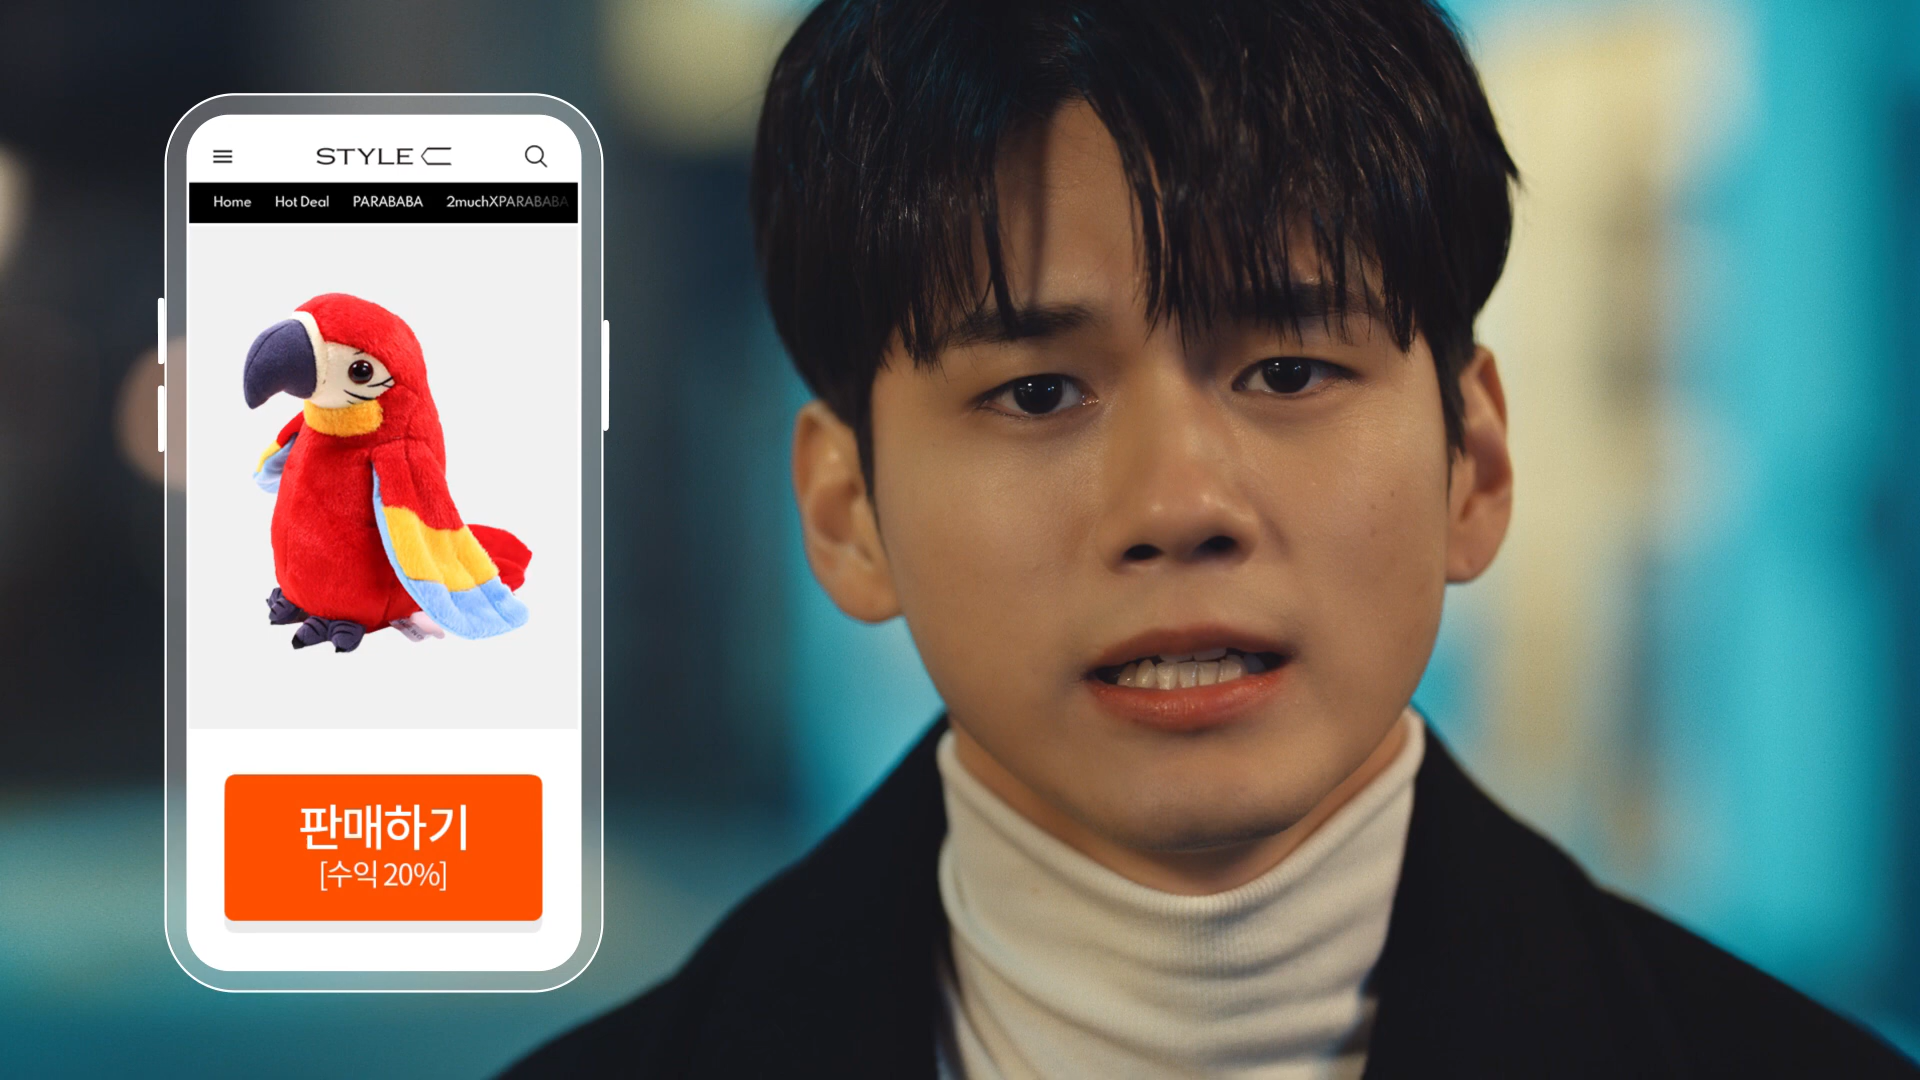 STYLE C
Home Hot Deal PARABABA 2muchXPARABABA
판매하기
[수익 20%]